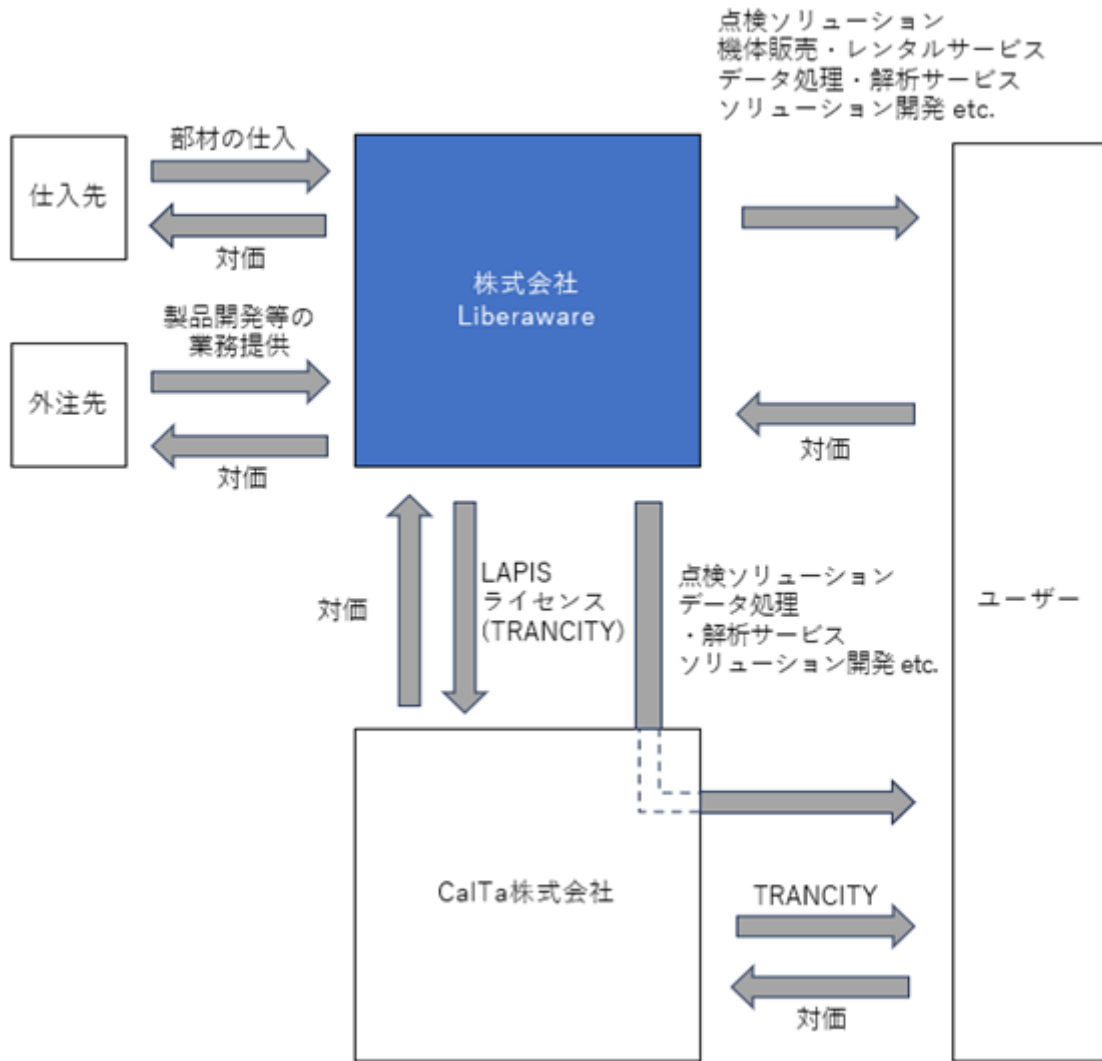 点検ソリューション
機体販売・レンタルサービス
データ処理・解析サービス
ソリューション開発 etc.
部材の仕入
仕入先
対価
株式会社
Liberaware
製品開発等の
業務提供
外注先
対価
対価
LAPIS
ライセンス
(TRANCITY)
対価
点検ソリューション
データ処理
・解析サービス
ソリューション開発 etc.
ユーザー
CalTa株式会社
TRANCITY
対価